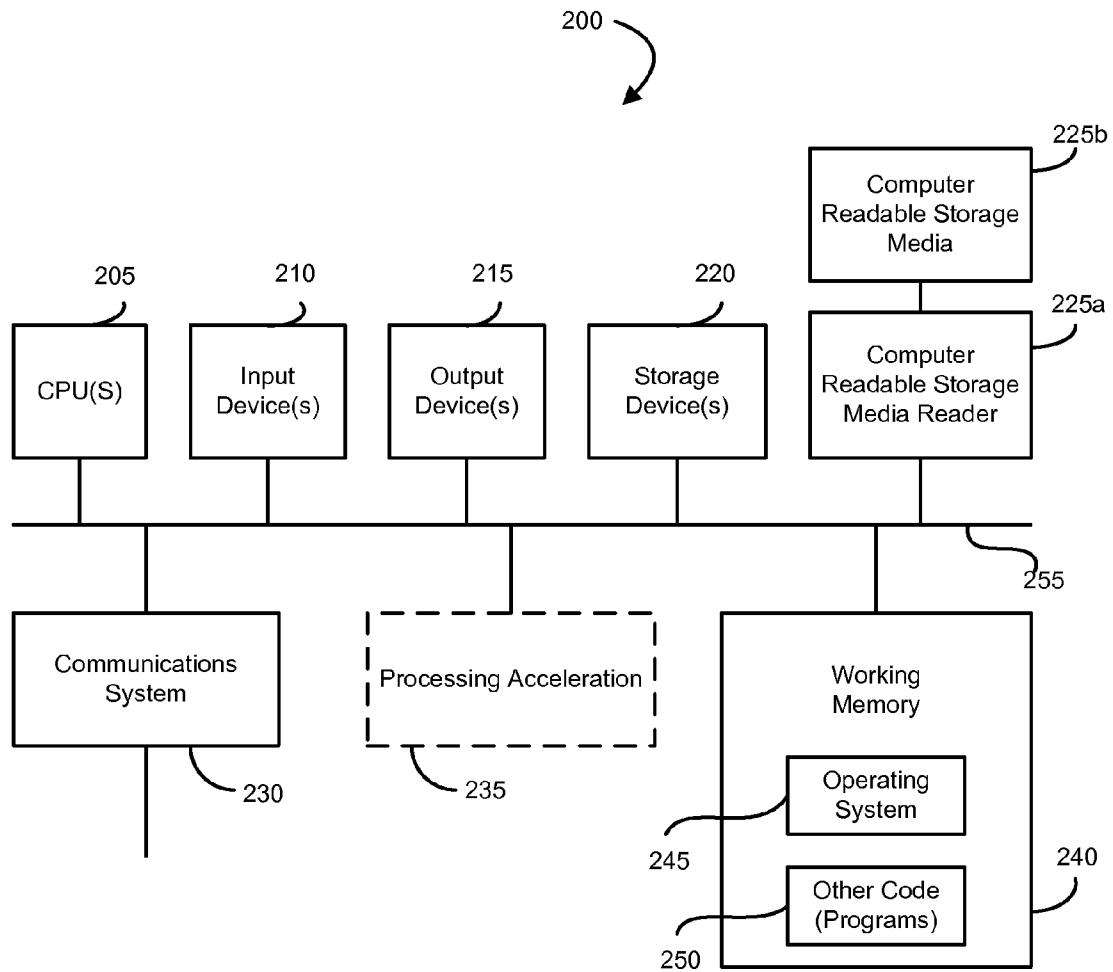 200
225b
Computer
Readable Storage
Media
205
210
215
220
225a
CPU(S)
Input
Device(s)
Output
Device(s)
Storage
Device(s)
Computer
Readable Storage
Media Reader
255
Communications
System
Processing Acceleration
Working
Memory
230
235
Operating
System
245
240
Other Code
(Programs)
250